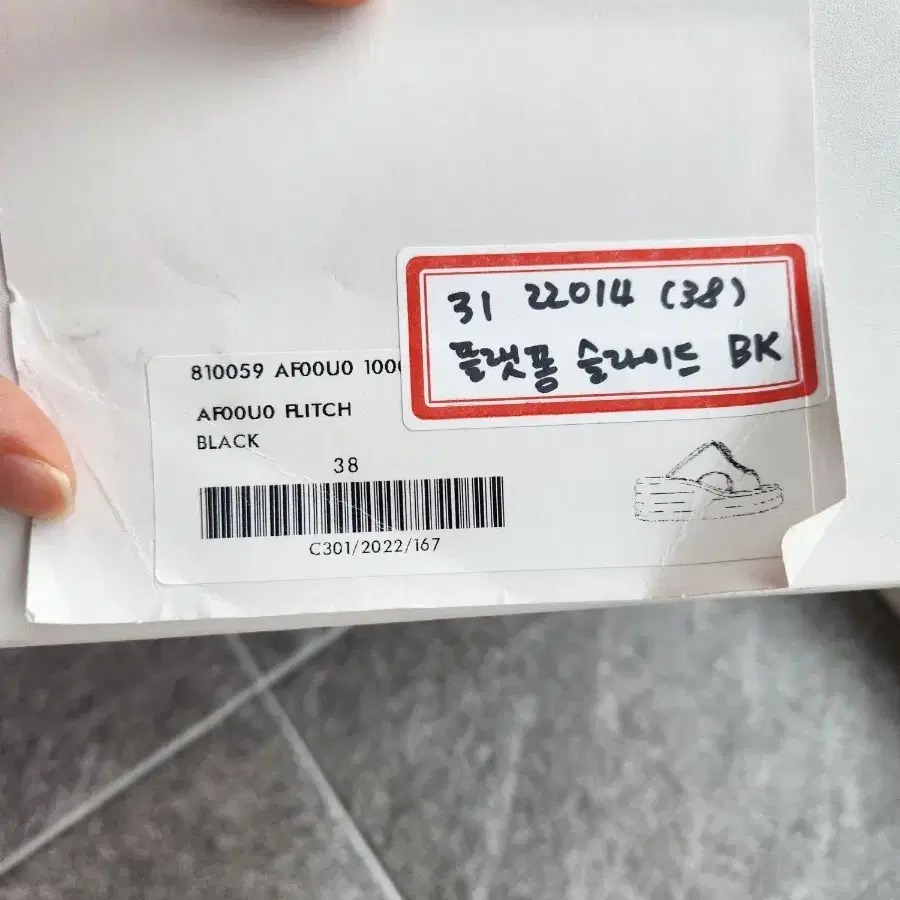 31 22014 (38)
플랫폼 슬라이드 BK
810059 AF00U0 1000
AF00U0 FLITCH
BLACK
38
C301/2022/167